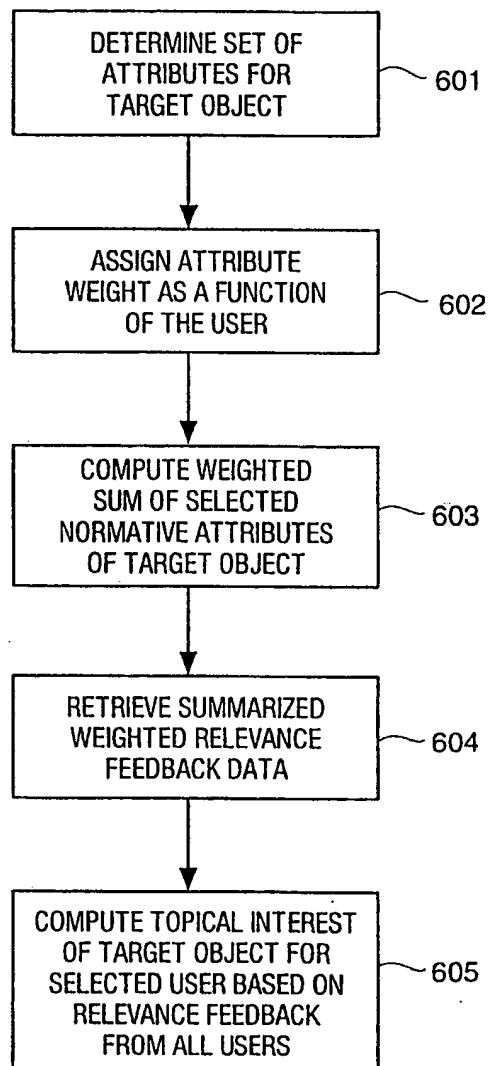 DETERMINE SET OF
ATTRIBUTES FOR
TARGET OBJECT
601
ASSIGN ATTRIBUTE
WEIGHT AS A FUNCTION
OF THE USER
602
COMPUTE WEIGHTED
SUM OF SELECTED
NORMATIVE ATTRIBUTES
OF TARGET OBJECT
603
RETRIEVE SUMMARIZED
WEIGHTED RELEVANCE
FEEDBACK DATA
604
COMPUTE TOPICAL INTEREST
OF TARGET OBJECT FOR
SELECTED USER BASED ON
RELEVANCE FEEDBACK
FROM ALL USERS
605